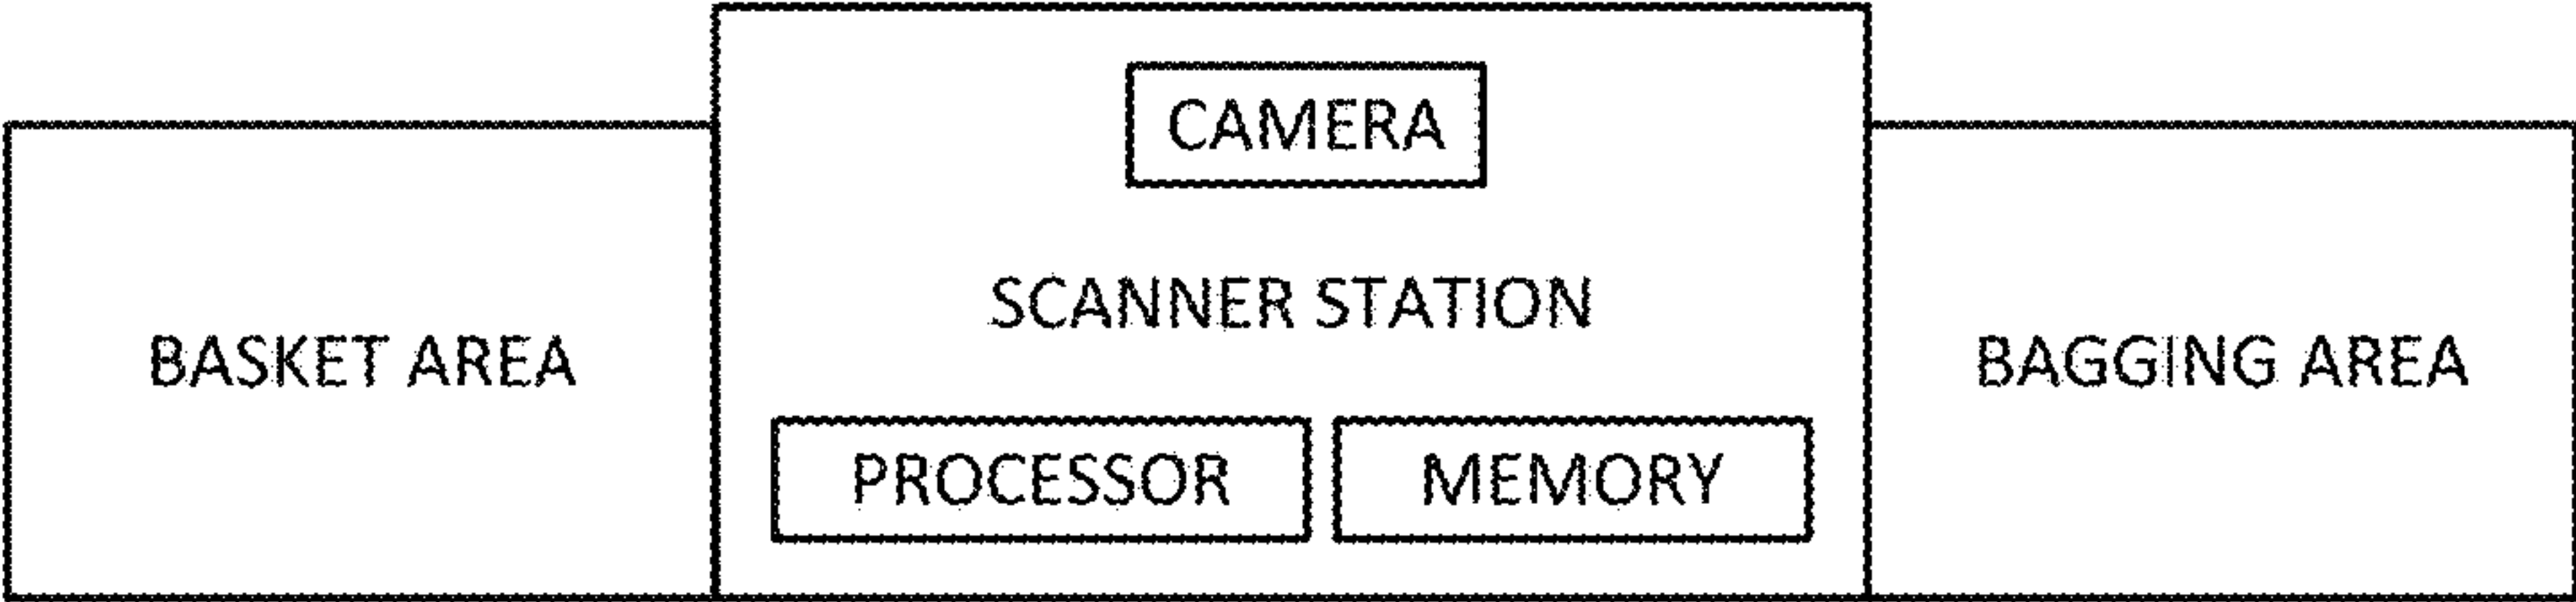 CAMERA
SCANNER STATION
BASKET AREA
BAGGING AREA
PROCESSOR
MEMORY